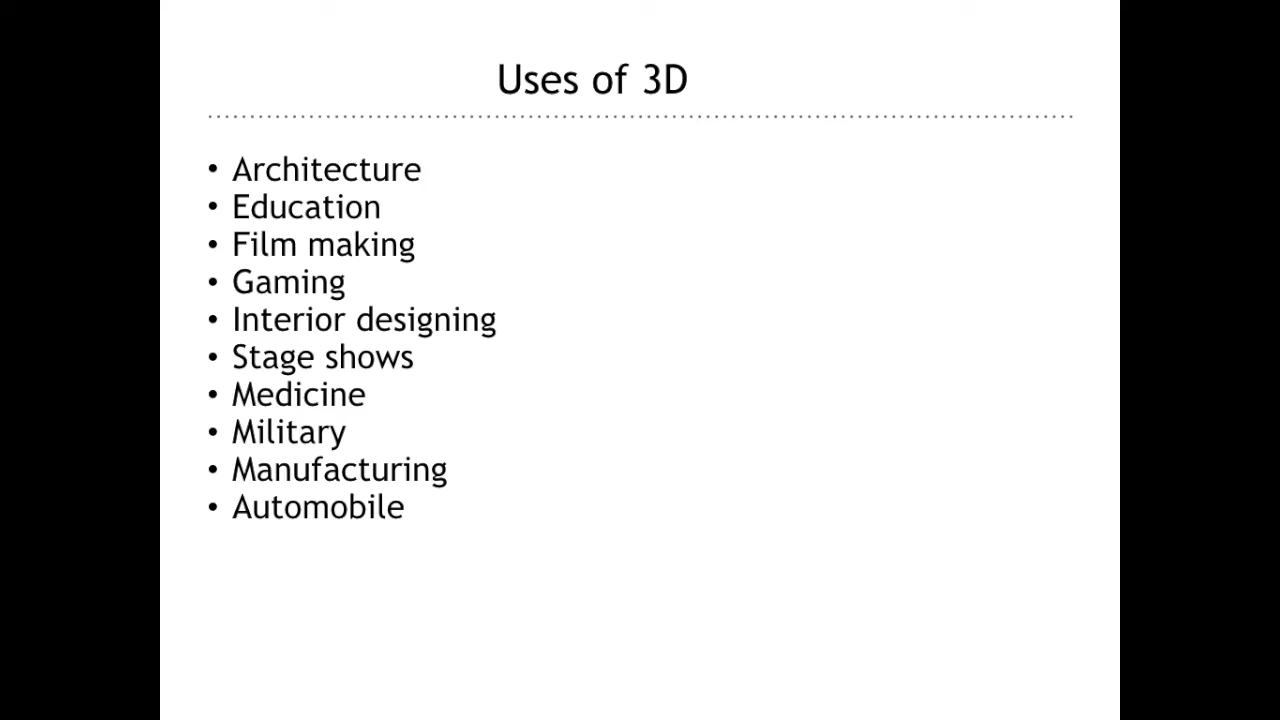 Uses of 3D
• Architecture
• Education
• Film making
• Gaming
• Interior designing
• Stage shows
• Medicine
• Military
• Manufacturing
• Automobile